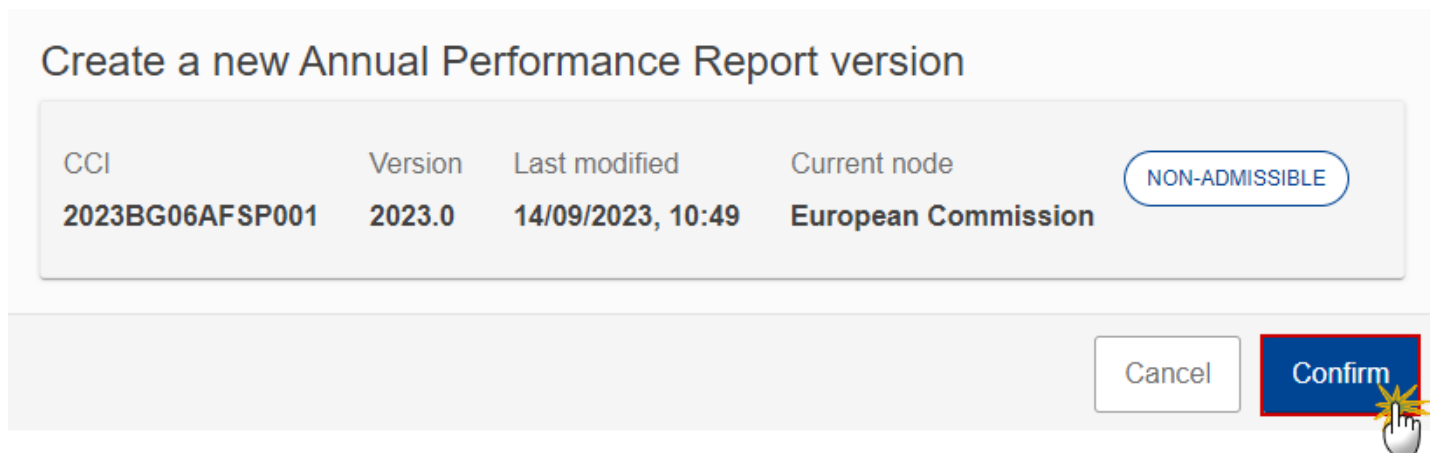 Create a new Annual Performance Report version
CCI Version Last modified Current node NON-ADMISSIBLE
2023BG06AFSP001 2023.0 14/09/2023, 10:49 European Commission
Cancel Confirm